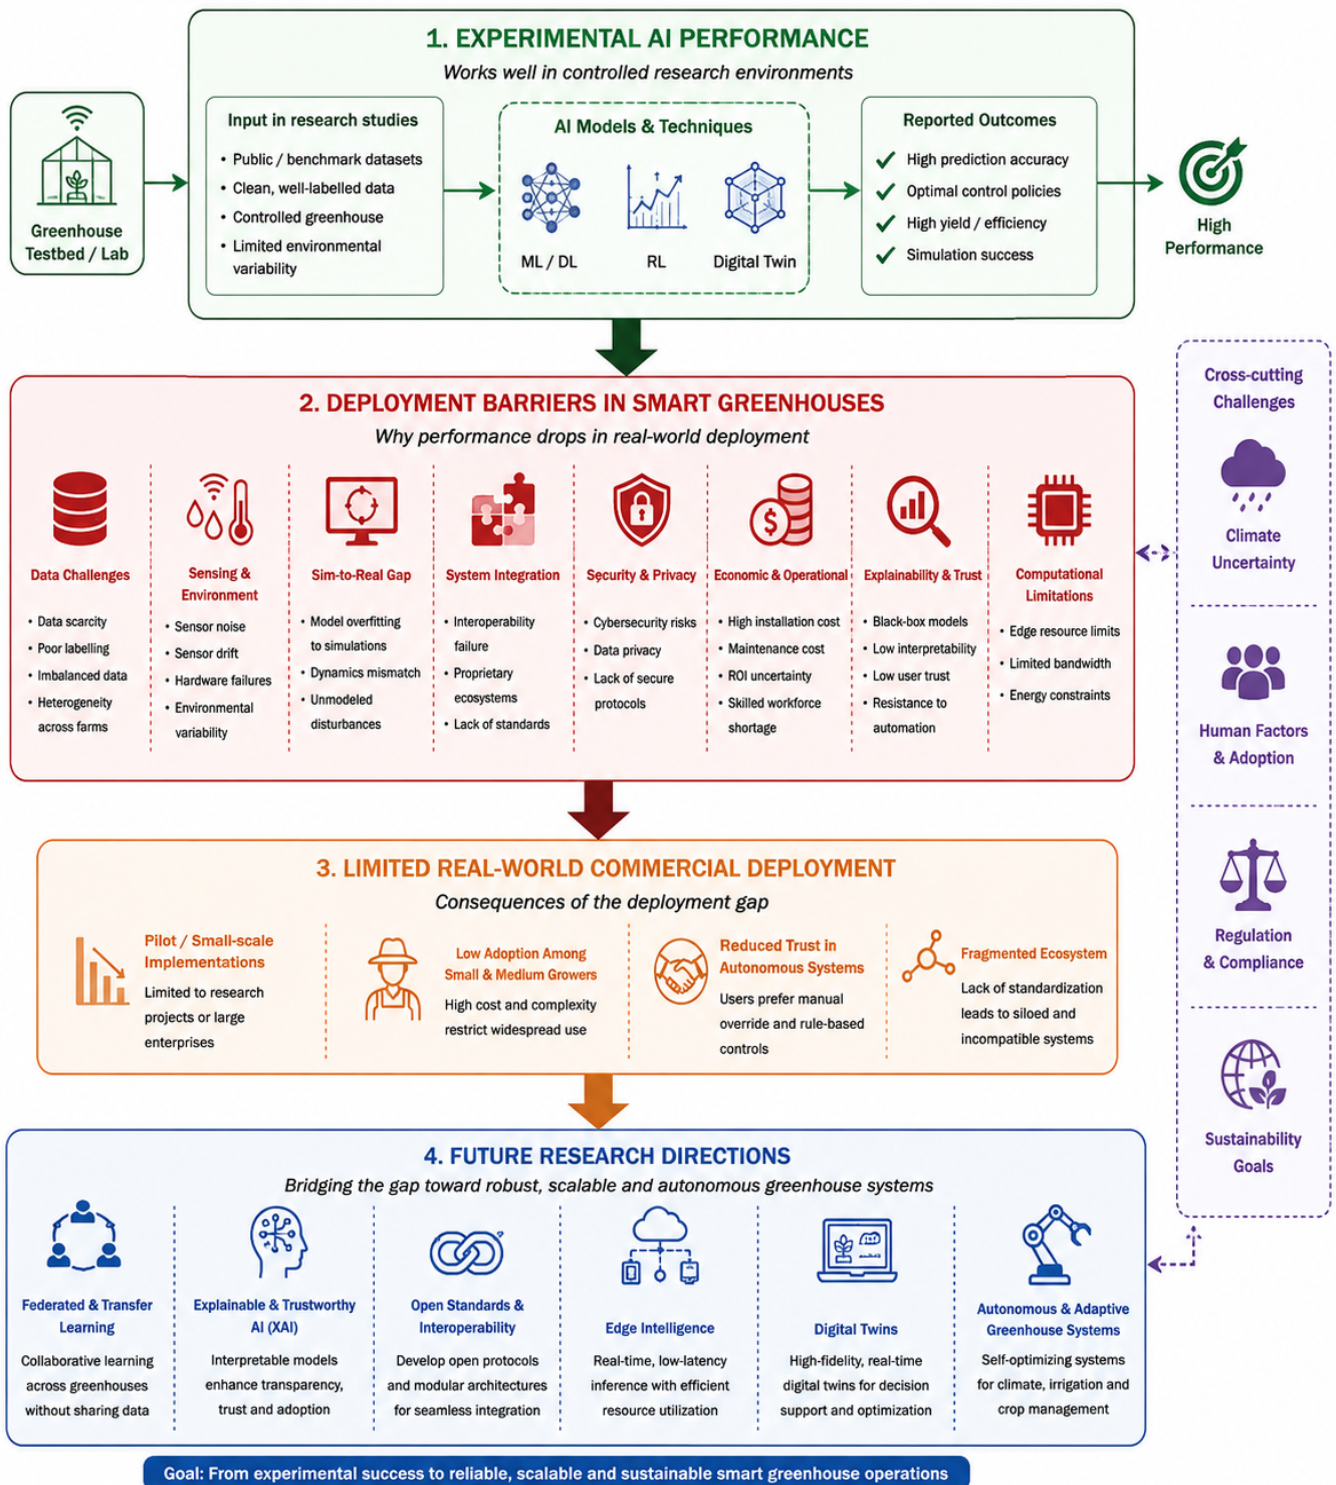 1. EXPERIMENTAL AI PERFORMANCE
Works well in controlled research environments
Greenhouse
Testbed / Lab
Input in research studies
• Public / benchmark datasets
• Clean, well-labelled data
• Controlled greenhouse
• Limited environmental
variability
AI Models & Techniques
ML / DL
RL
Digital Twin
Reported Outcomes
✓ High prediction accuracy
✓ Optimal control policies
✓ High yield / efficiency
✓ Simulation success
High
Performance
2. DEPLOYMENT BARRIERS IN SMART GREENHOUSES
Why performance drops in real-world deployment
Data Challenges
• Data scarcity
• Poor labelling
• Imbalanced data
• Heterogeneity
across farms
Sensing &
Environment
• Sensor noise
• Sensor drift
• Hardware failures
• Environmental
variability
Sim-to-Real Gap
• Model overfitting
to simulations
• Dynamics mismatch
• Unmodeled
disturbances
System Integration
• Interoperability
failure
• Proprietary
ecosystems
• Lack of standards
Security & Privacy
• Cybersecurity risks
• Data privacy
• Lack of secure
protocols
$
Economic & Operational
• High installation cost
• Maintenance cost
• ROI uncertainty
• Skilled workforce
shortage
Explainability & Trust
• Black-box models
• Low interpretability
• Low user trust
• Resistance to
automation
Computational
Limitations
• Edge resource limits
• Limited bandwidth
• Energy constraints
Cross-cutting
Challenges
Climate
Uncertainty
Human Factors
& Adoption
Regulation
& Compliance
Sustainability
Goals
3. LIMITED REAL-WORLD COMMERCIAL DEPLOYMENT
Consequences of the deployment gap
Pilot / Small-scale
Implementations
Limited to research
projects or large
enterprises
Low Adoption Among
Small & Medium Growers
High cost and complexity
restrict widespread use
Reduced Trust in
Autonomous Systems
Users prefer manual
override and rule-based
controls
Fragmented Ecosystem
Lack of standardization
leads to siloed and
incompatible systems
4. FUTURE RESEARCH DIRECTIONS
Bridging the gap toward robust, scalable and autonomous greenhouse systems
Federated & Transfer
Learning
Collaborative learning
across greenhouses
without sharing data
Explainable & Trustworthy
AI (XAI)
Interpretable models
enhance transparency,
trust and adoption
Open Standards &
Interoperability
Develop open protocols
and modular architectures
for seamless integration
Edge Intelligence
Real-time, low-latency
inference with efficient
resource utilization
Digital Twins
High-fidelity, real-time
digital twins for decision
support and optimization
Autonomous & Adaptive
Greenhouse Systems
Self-optimizing systems
for climate, irrigation and
crop management
Goal: From experimental success to reliable, scalable and sustainable smart greenhouse operations